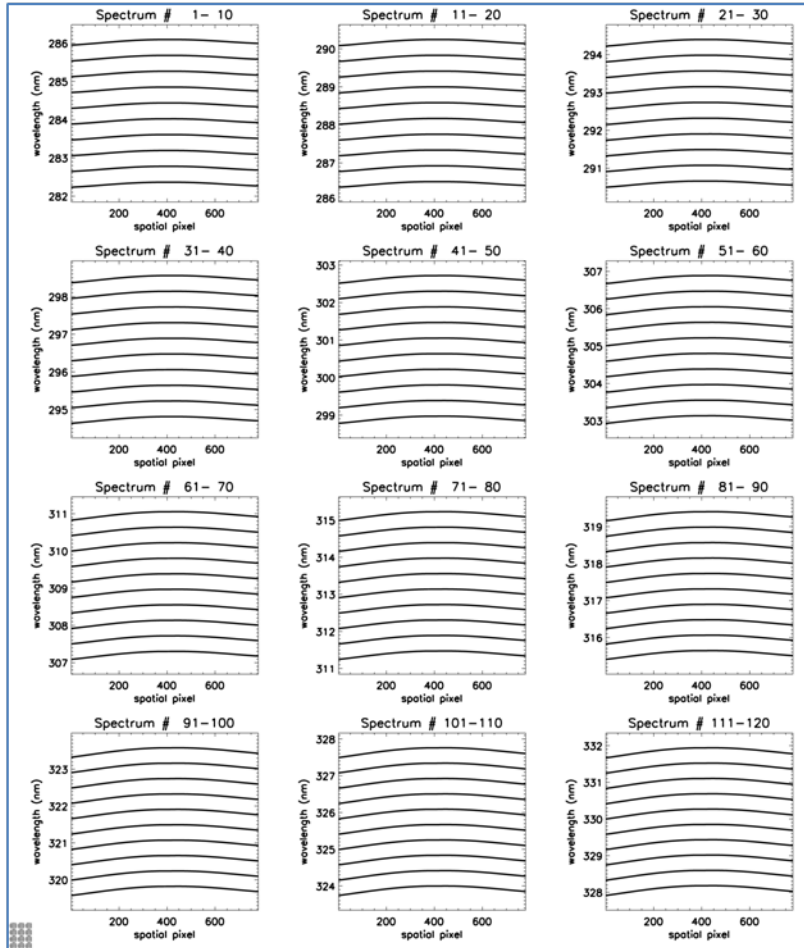 Spectrum # 1- 10
wavelength (nm)
286
285
284
283
282
200 400 600
spatial pixel
Spectrum # 11- 20
wavelength (nm)
290
289
288
287
286
200 400 600
spatial pixel
Spectrum # 21- 30
wavelength (nm)
294
293
292
291
200 400 600
spatial pixel
Spectrum # 31- 40
wavelength (nm)
298
297
296
295
200 400 600
spatial pixel
Spectrum # 41- 50
wavelength (nm)
303
302
301
300
299
200 400 600
spatial pixel
Spectrum # 51- 60
wavelength (nm)
307
306
305
304
303
200 400 600
spatial pixel
Spectrum # 61- 70
wavelength (nm)
311
310
309
308
307
200 400 600
spatial pixel
Spectrum # 71- 80
wavelength (nm)
315
314
313
312
311
200 400 600
spatial pixel
Spectrum # 81- 90
wavelength (nm)
319
318
317
316
200 400 600
spatial pixel
Spectrum # 91-100
wavelength (nm)
323
322
321
320
200 400 600
spatial pixel
Spectrum # 101-110
wavelength (nm)
328
327
326
325
324
200 400 600
spatial pixel
Spectrum # 111-120
wavelength (nm)
332
331
330
329
328
200 400 600
spatial pixel